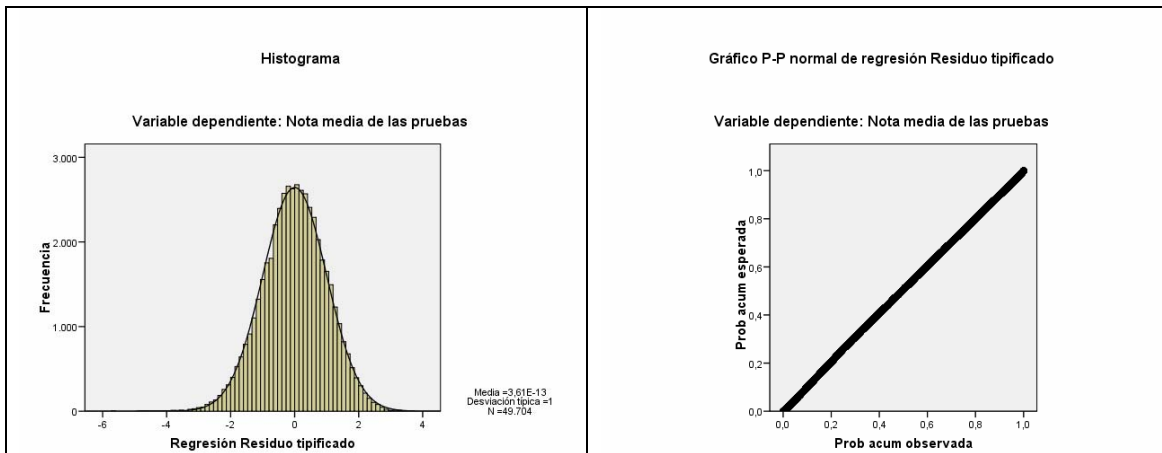 Histograma
Variable dependiente: Nota media de las pruebas
Frecuencia
3.000
2.000
1.000
0
-6 -4 -2 0 2 4
Regresión Residuo tipificado
Media =3,61E-13
Desviación típica =1
N =49.704
Gráfico P-P normal de regresión Residuo tipificado
Variable dependiente: Nota media de las pruebas
Prob acum esperada
1,0
0,8
0,6
0,4
0,2
0,0
0,0 0,2 0,4 0,6 0,8 1,0
Prob acum observada